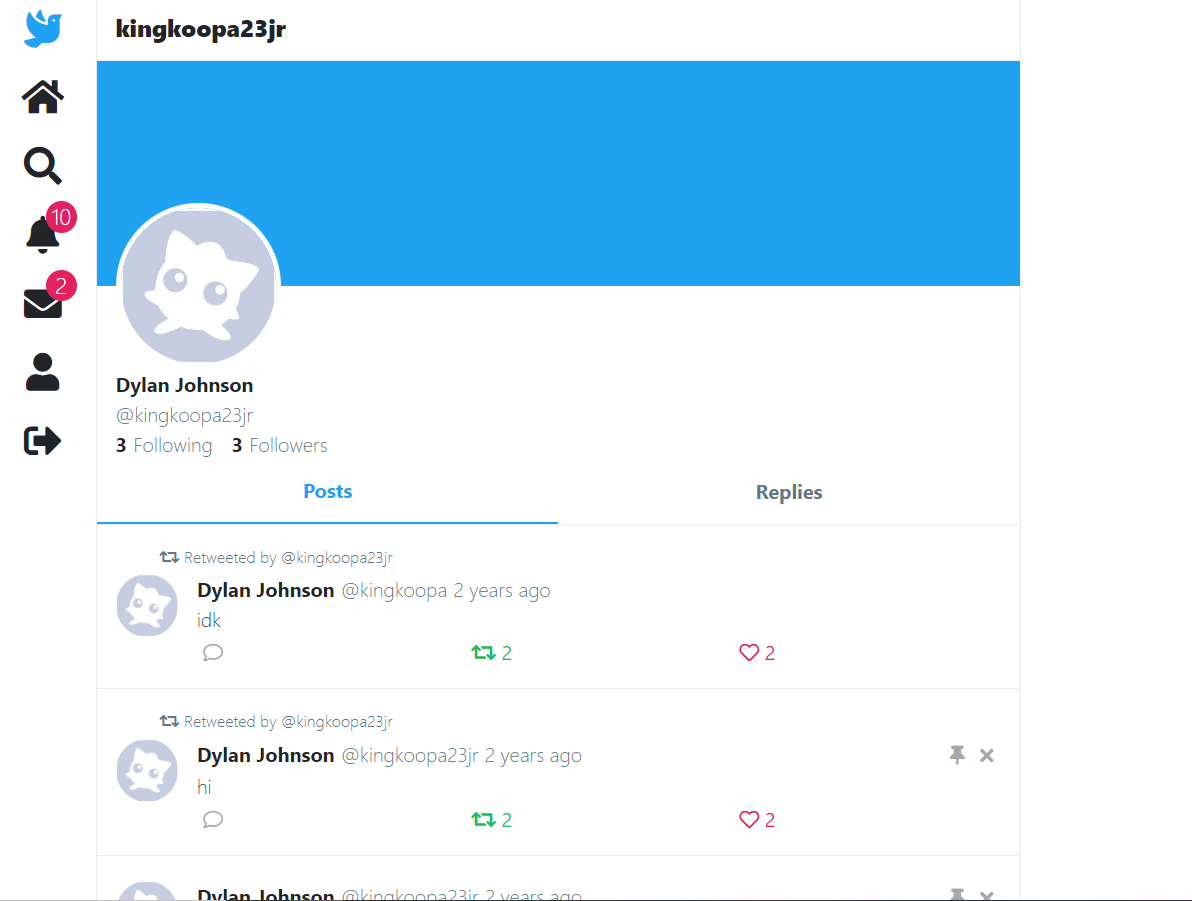 kingkoopa23jr
10
2
Dylan Johnson
@kingkoopa23jr
3 Following 3 Followers
Posts Replies
Retweeted by @kingkoopa23jr
Dylan Johnson @kingkoopa 2 years ago
idk
2 2
Retweeted by @kingkoopa23jr
Dylan Johnson @kingkoopa23jr 2 years ago
hi
2 2
Dylan Johnson @kingkoopa23jr 2 years ago